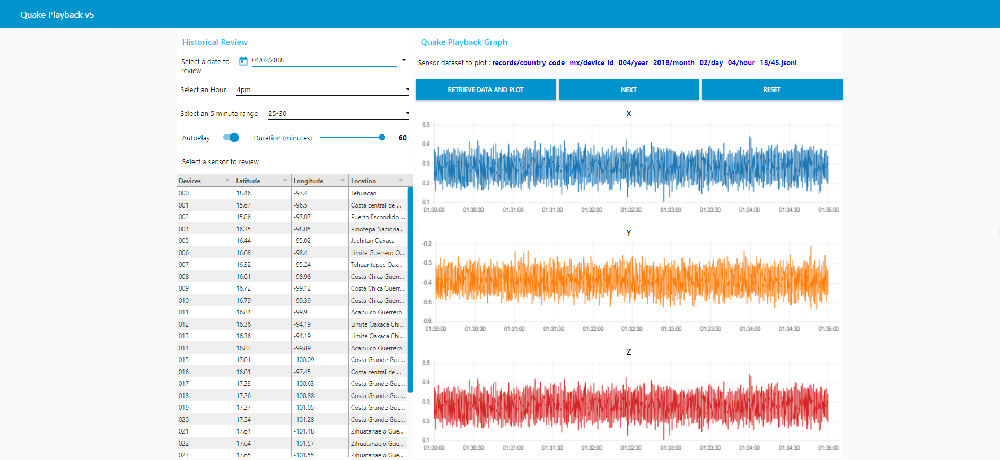 Quake Playback v5
Historical Review
Select a date to
review
04/02/2018
Select an Hour
4pm
Select an 5 minute range
25-30
AutoPlay
Duration (minutes)
60
Select a sensor to review
Devices Latitude Longitude Location
000 18.46 -97.4 Tehuacan
001 15.67 -96.5 Costa central de ...
002 15.86 -97.07 Puerto Escondido ...
004 16.35 -98.05 Pinotepa Naciona...
005 16.44 -95.02 Juchitan Oaxaca
006 16.68 -98.4 Limite Guerrero O...
007 16.32 -95.24 Tehuantepec Oax...
008 16.61 -98.98 Costa Chica Guerr...
009 16.72 -99.12 Costa Chica Guerr...
010 16.79 -99.39 Costa Chica Guerr...
011 16.84 -99.9 Acapulco Guerrero
012 16.36 -94.19 Limite Oaxaca Chi...
013 16.36 -94.19 Limite Oaxaca Chi...
014 16.87 -99.89 Acapulco Guerrero
015 17.01 -100.09 Costa Grande Gue...
016 16.01 -97.45 Costa central de ...
017 17.23 -100.63 Costa Grande Gue...
018 17.26 -100.88 Costa Grande Gue...
019 17.27 -101.05 Costa Grande Gue...
020 17.54 -101.28 Costa Grande Gue...
021 17.64 -101.48 Zihuatanaejo Gue...
022 17.64 -101.57 Zihuatanaejo Gue...
023 17.65 -101.55 Zihuatanaejo Gue...
Quake Playback Graph
Sensor dataset to plot : records/country_code=mx/device_id=004/year=2018/month=02/day=04/hour=18/45.jsonl
RETRIEVE DATA AND PLOT
NEXT
RESET
X
0.5
0.4
0.3
0.2
0.1
01:30:00 01:30:30 01:31:00 01:31:30 01:32:00 01:32:30 01:33:00 01:33:30 01:34:00 01:34:30 01:35:00
Y
-0.2
-0.3
-0.4
-0.5
-0.6
01:30:00 01:30:30 01:31:00 01:31:30 01:32:00 01:32:30 01:33:00 01:33:30 01:34:00 01:34:30 01:35:00
Z
0.5
0.4
0.3
0.2
0.1
01:30:00 01:30:30 01:31:00 01:31:30 01:32:00 01:32:30 01:33:00 01:33:30 01:34:00 01:34:30 01:35:00